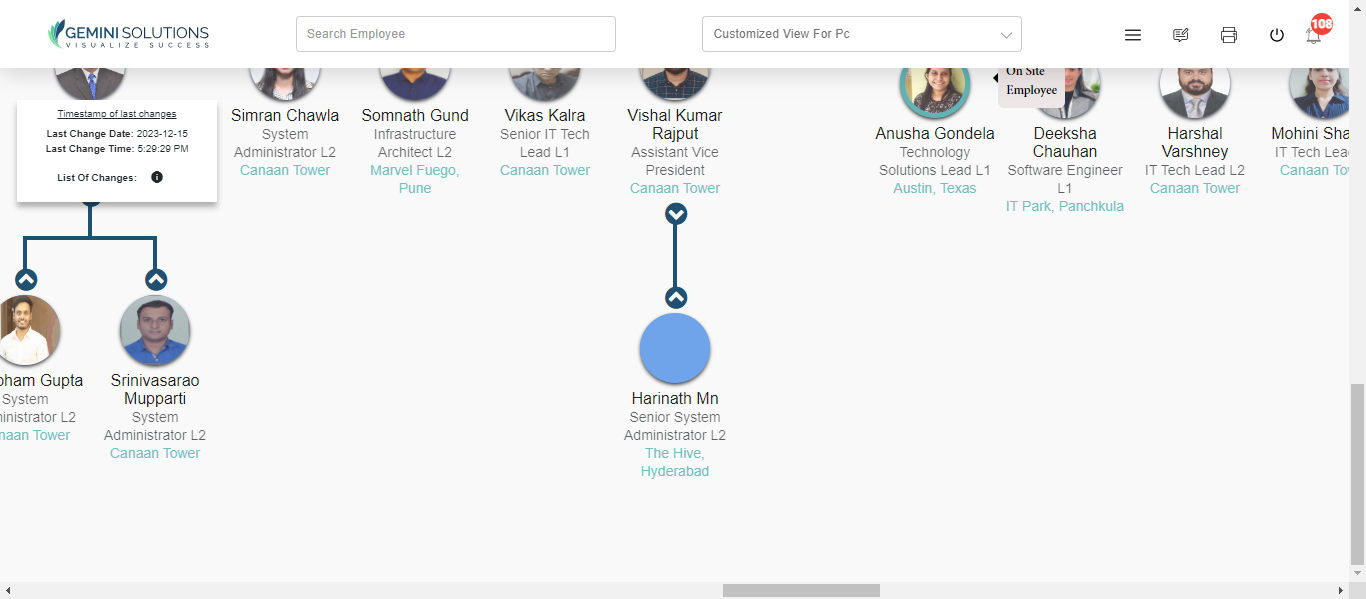 GEMINI SOLUTIONS
VISUALIZE SUCCESS
Search Employee
Customized View For Pc
108
On Site
Employee
Timestamp of last changes
Last Change Date: 2023-12-15
Last Change Time: 5:29:29 PM
List Of Changes:
Simran Chawla
System
Administrator L2
Canaan Tower
Somnath Gund
Infrastructure
Architect L2
Marvel Fuego,
Pune
Vikas Kalra
Senior IT Tech
Lead L1
Canaan Tower
Vishal Kumar
Rajput
Assistant Vice
President
Canaan Tower
Anusha Gondela
Technology
Solutions Lead L1
Austin, Texas
Deeksha
Chauhan
Software Engineer
L1
IT Park, Panchkula
Harshal
Varshney
IT Tech Lead L2
Canaan Tower
Mohini Sha
IT Tech Lea
Canaan To
oham Gupta
System
ninistrator L2
naan Tower
Srinivasarao
Mupparti
System
Administrator L2
Canaan Tower
Harinath Mn
Senior System
Administrator L2
The Hive,
Hyderabad